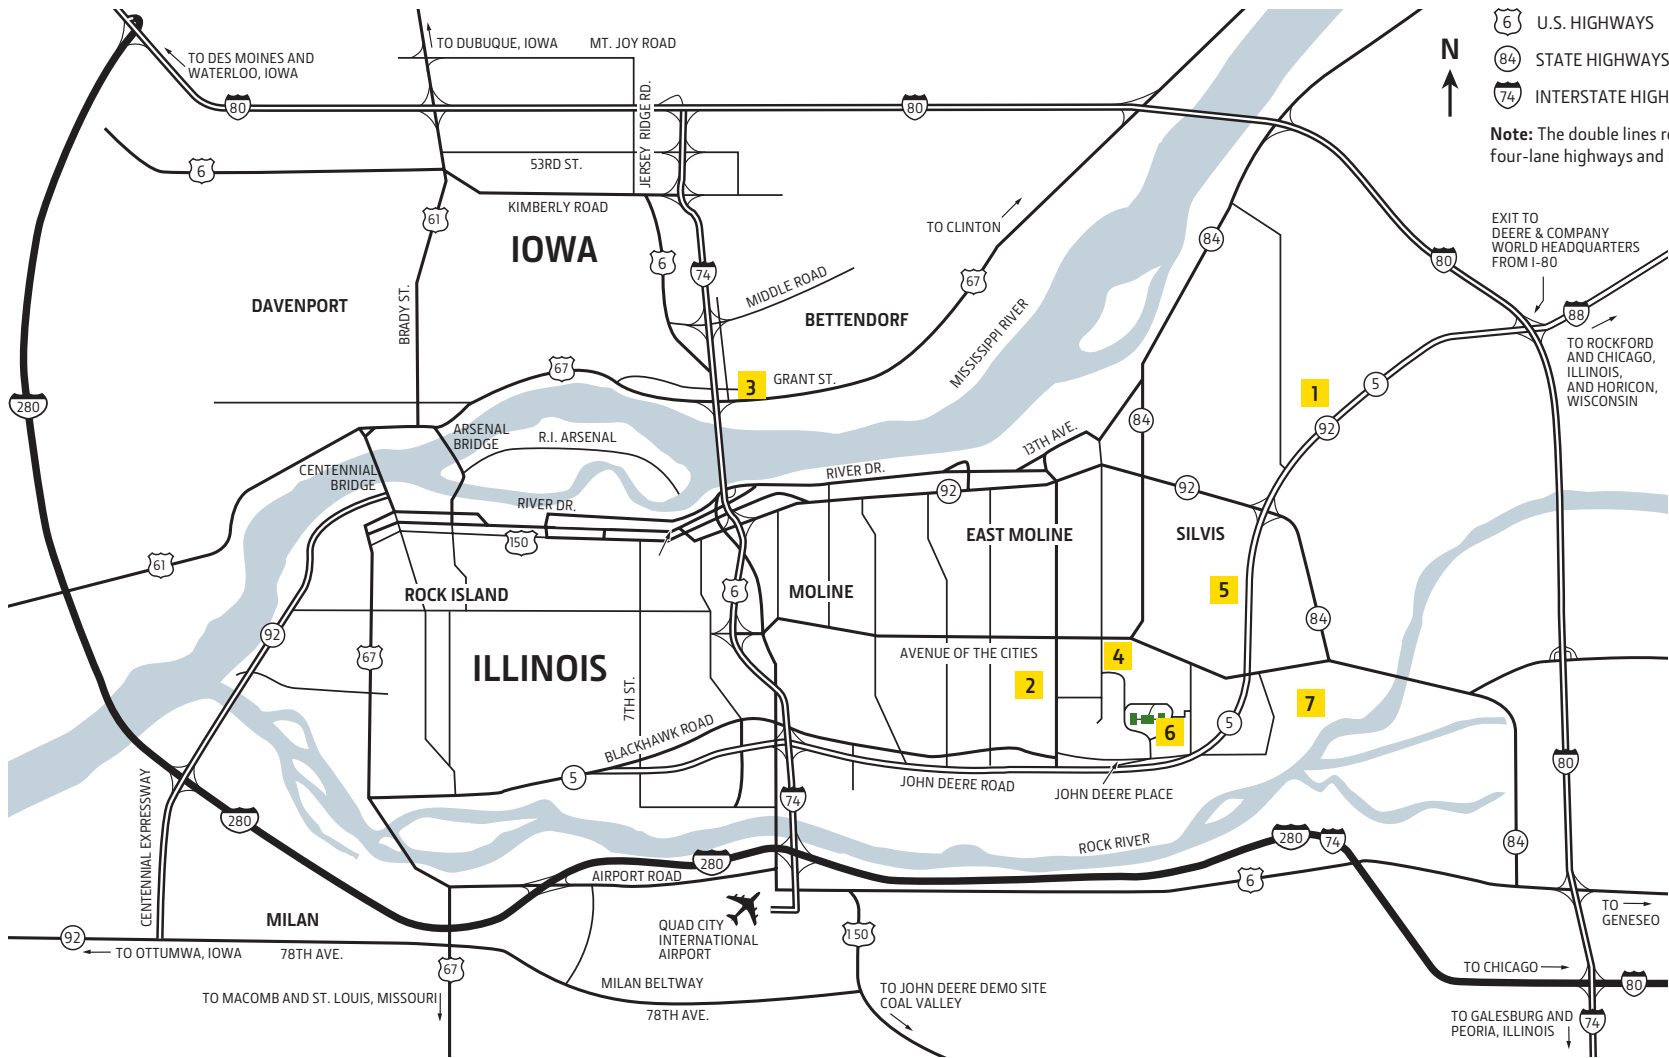 6 U.S. HIGHWAYS
84 STATE HIGHWAYS
74 INTERSTATE HIGH
Note: The double lines re
four-lane highways and
N
TO DES MOINES AND
WATERLOO, IOWA
TO DUBUQUE, IOWA
MT. JOY ROAD
80
80
JERSEY RIDGE RD.
53RD ST.
6
KIMBERLY ROAD
61
IOWA
6
74
TO CLINTON
84
67
EXIT TO
DEERE & COMPANY
WORLD HEADQUARTERS
FROM I-80
80
88
TO ROCKFORD
AND CHICAGO,
ILLINOIS,
AND HORICON,
WISCONSIN
DAVENPORT
BRADY ST.
MIDDLE ROAD
BETTENDORF
MISSISSIPPI RIVER
67
3
GRANT ST.
1
5
92
280
84
ARSENAL
BRIDGE
R.I. ARSENAL
13TH AVE.
CENTENNIAL
BRIDGE
RIVER DR.
RIVER DR.
92
92
150
EAST MOLINE
SILVIS
61
ROCK ISLAND
6
MOLINE
5
92
84
67
ILLINOIS
AVENUE OF THE CITIES
4
2
7TH ST.
7
6
5
BLACKHAWK ROAD
5
JOHN DEERE ROAD
JOHN DEERE PLACE
80
74
CENTENNIAL EXPRESSWAY
280
ROCK RIVER
280
74
84
280
AIRPORT ROAD
6
MILAN
QUAD CITY
INTERNATIONAL
AIRPORT
150
TO
GENESEO
92
TO OTTUMWA, IOWA
78TH AVE.
67
MILAN BELTWAY
TO CHICAGO
80
TO MACOMB AND ST. LOUIS, MISSOURI
78TH AVE.
TO JOHN DEERE DEMO SITE
COAL VALLEY
TO GALESBURG AND
PEORIA, ILLINOIS
74